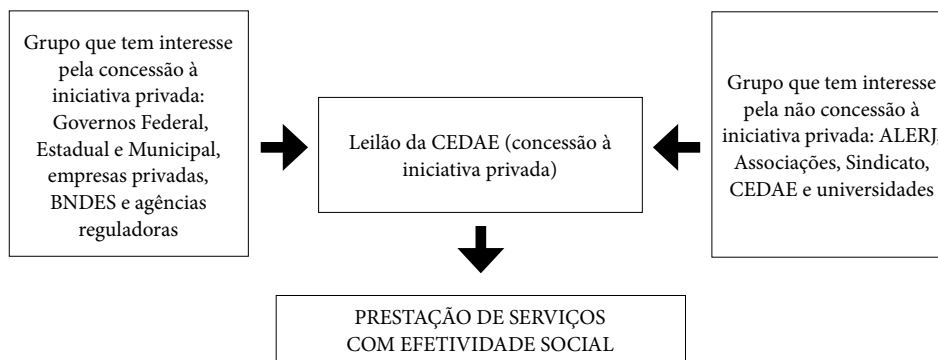 Grupo que tem interesse
pela concessão à
iniciativa privada:
Governos Federal,
Estadual e Municipal,
empresas privadas,
BNDES e agências
reguladoras
Leilão da CEDAE (concessão à
iniciativa privada)
Grupo que tem interesse
pela não concessão à
iniciativa privada: ALERJ,
Associações, Sindicato,
CEDAE e universidades
PRESTAÇÃO DE SERVIÇOS
COM EFETIVIDADE SOCIAL